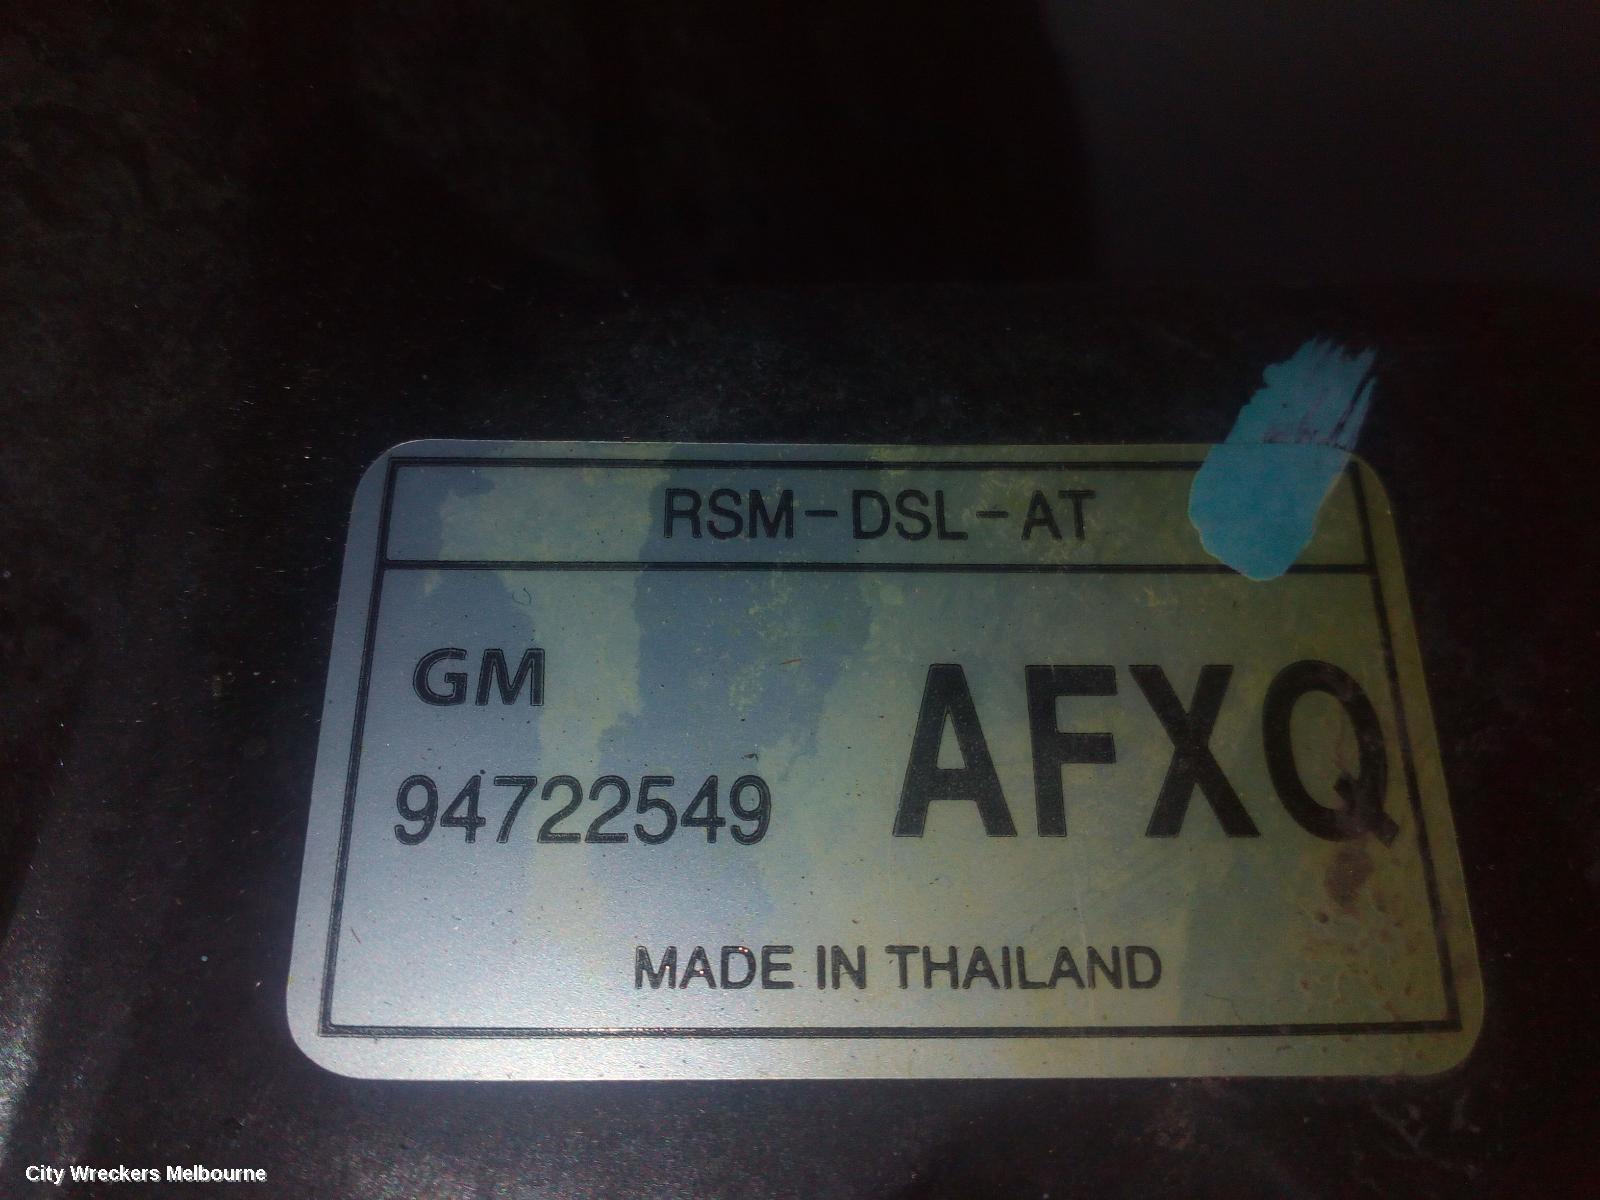 RSM-DSL-AT
GM
94722549
AFXQ
MADE IN THAILAND
City Wreckers Melbourne